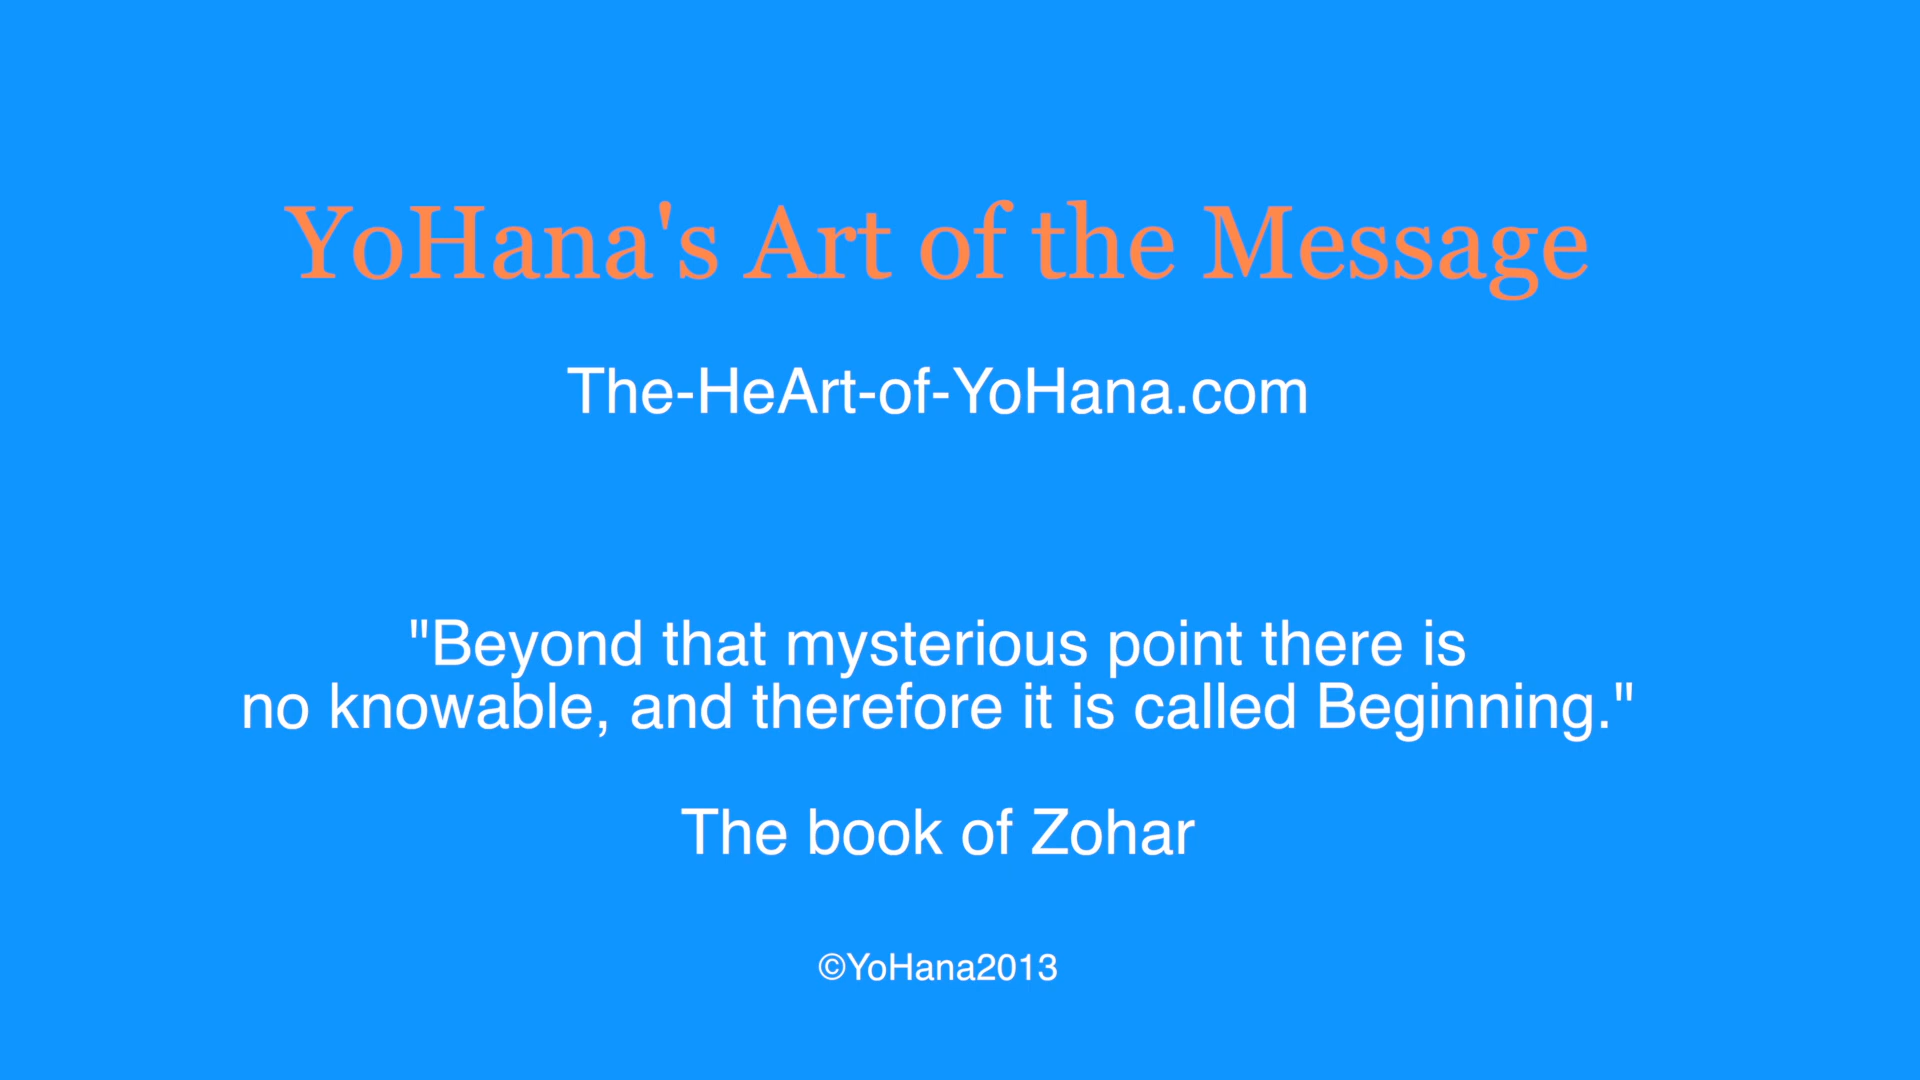 YoHana's Art of the Message
The-HeArt-of-YoHana.com
"Beyond that mysterious point there is
no knowable, and therefore it is called Beginning."
The book of Zohar
©YoHana2013